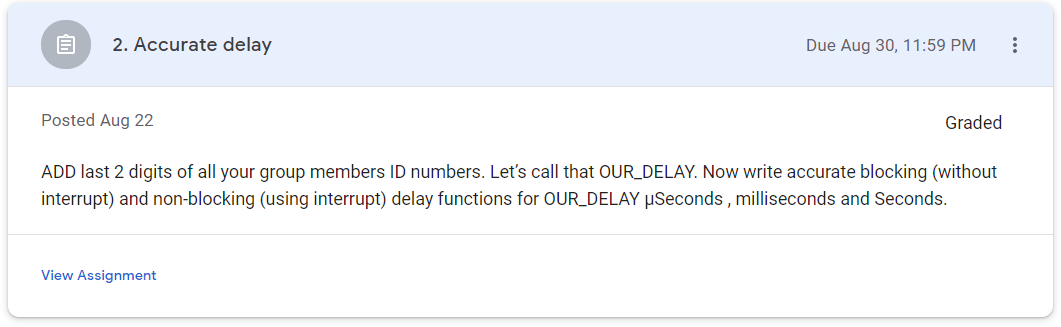 2. Accurate delay
Due Aug 30, 11:59 PM
Posted Aug 22
Graded
ADD last 2 digits of all your group members ID numbers. Let’s call that OUR_DELAY. Now write accurate blocking (without
interrupt) and non-blocking (using interrupt) delay functions for OUR_DELAY µSeconds , milliseconds and Seconds.
View Assignment